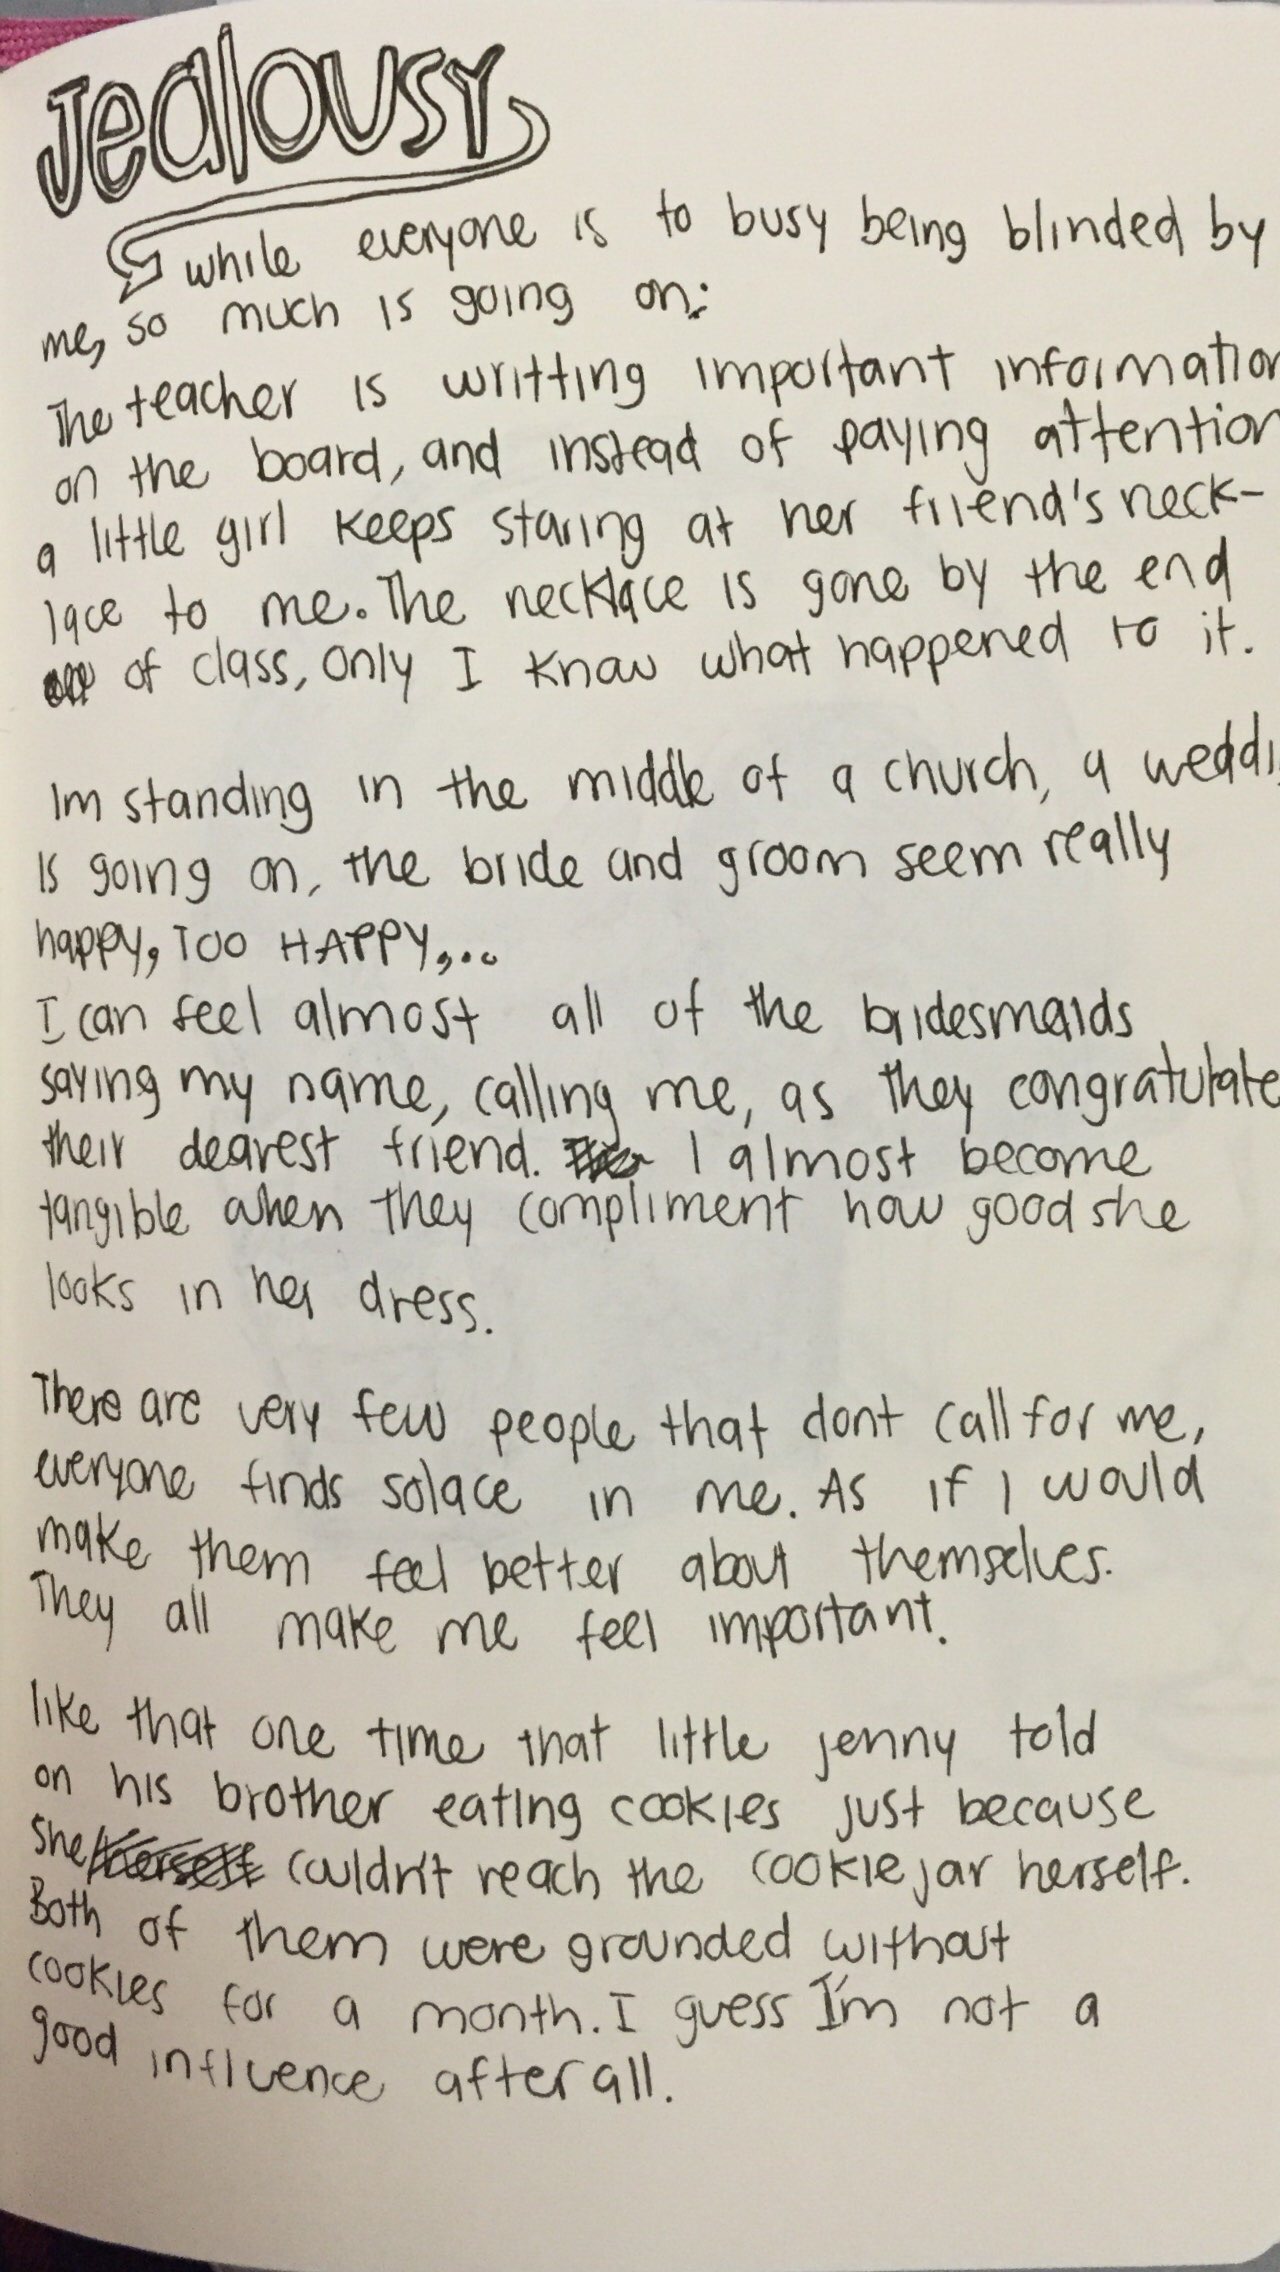 Jealousy
while everyone is to busy being blinded by
me, so much is going on:
The teacher is writting important information
on the board, and instead of paying attention
a little girl keeps staring at her friend's neck-
lace to me. The necklace is gone by the end
of class, only I know what happened to it.
Im standing in the middle of a church, a weddi
is going on, the bride and groom seem really
happy, TOO HAPPY,...
I can feel almost all of the bridesmaids
saying my name, calling me, as they congratulate
their dearest friend. I almost become
tangible when they compliment how good she
looks in her dress.
There are very few people that dont call for me,
everyone finds solace in me. As if I would
make them feel better about themselves.
They all make me feel important.
like that one time that little jenny told
on his brother eating cookies just because
she herself couldn't reach the cookie jar herself.
Both of them were grounded without
cookies for a month. I guess I'm not a
good influence after all.